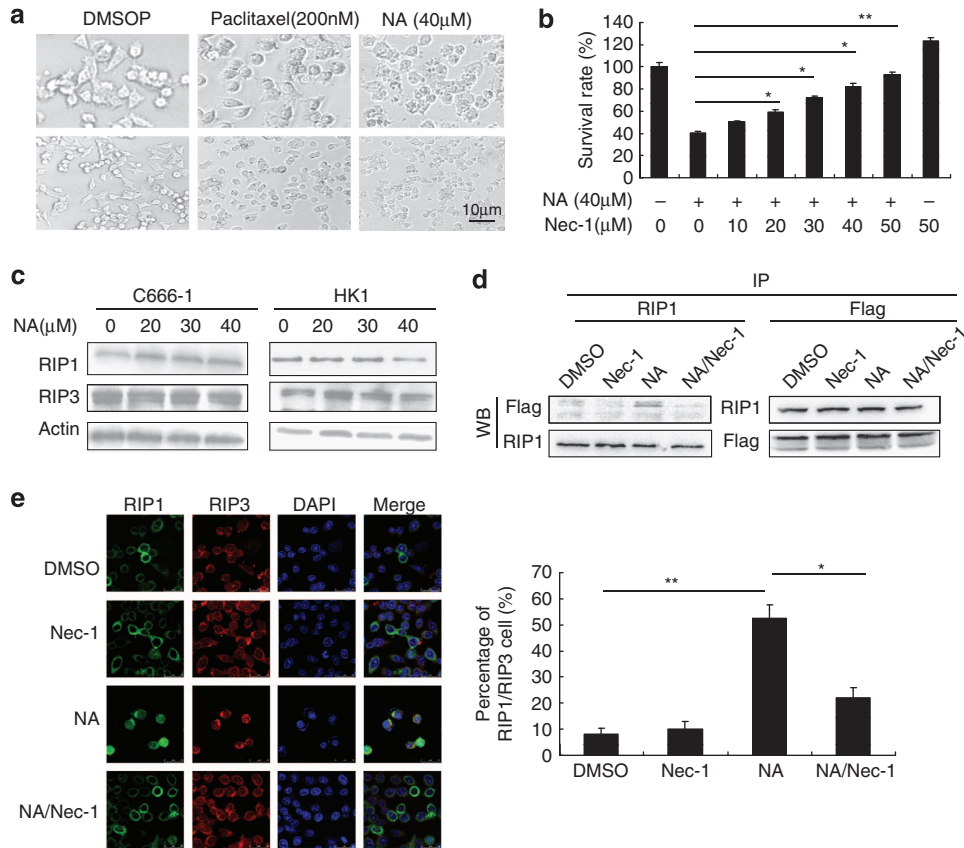 a
DMSOP Paclitaxel(200nM) NA (40μM)
10μm
b
Survival rate (%)
140
120
100
80
60
40
20
0
* * * **
NA (40μM) – + + + + + + –
Nec-1(μM) 0 0 10 20 30 40 50 50
c
C666-1 HK1
NA(μM) 0 20 30 40 0 20 30 40
RIP1
RIP3
Actin
d
IP
RIP1 Flag
DMSO Nec-1 NA NA/Nec-1 DMSO Nec-1 NA NA/Nec-1
WB
Flag RIP1
RIP1 Flag
e
RIP1 RIP3 DAPI Merge
DMSO
Nec-1
NA
NA/Nec-1
Percentage of
RIP1/RIP3 cell (%)
70
60
50
40
30
20
10
0
** *
DMSO Nec-1 NA NA/Nec-1